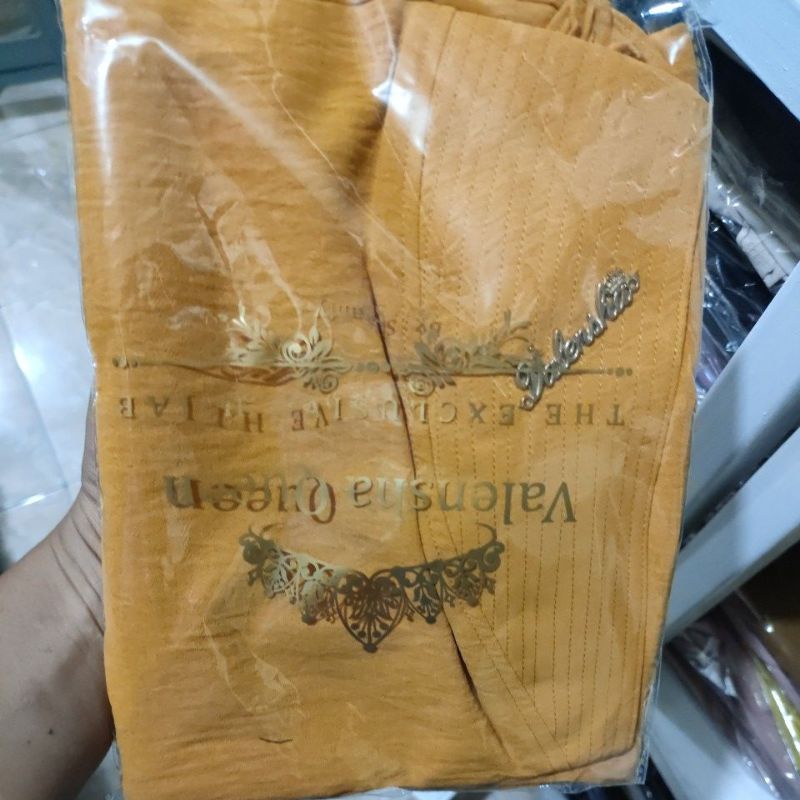 Valensha Queen
THE EXCLUSIVE HIJAB
Valensha